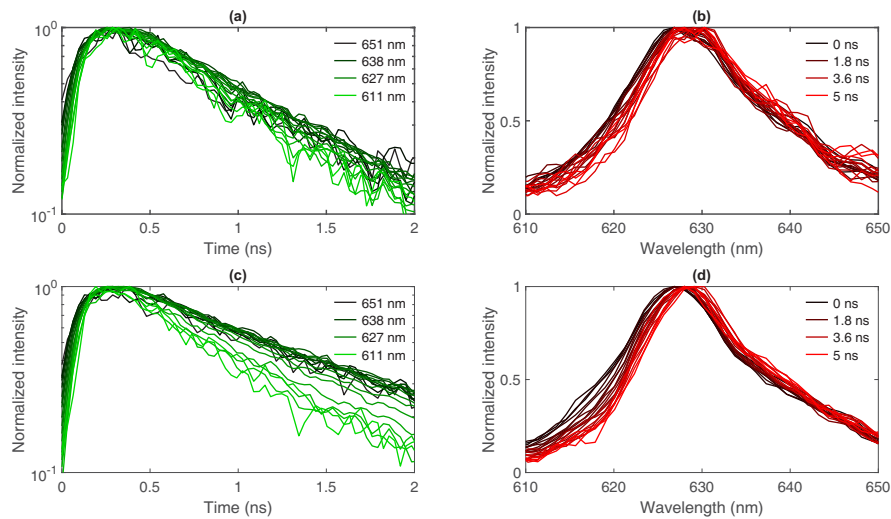 (a)
Normalized intensity
10^0
10^-1
0 0.5 1 1.5 2
Time (ns)
651 nm
638 nm
627 nm
611 nm
(b)
Normalized intensity
1
0.5
0
610 620 630 640 650
Wavelength (nm)
0 ns
1.8 ns
3.6 ns
5 ns
(c)
Normalized intensity
10^0
10^-1
0 0.5 1 1.5 2
Time (ns)
651 nm
638 nm
627 nm
611 nm
(d)
Normalized intensity
1
0.5
0
610 620 630 640 650
Wavelength (nm)
0 ns
1.8 ns
3.6 ns
5 ns